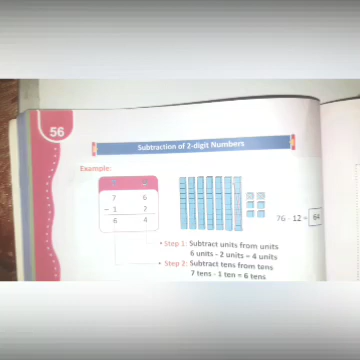 56
Subtraction of 2-digit Numbers
Example:
7 6
− 1 2
6 4
76 - 12 =
• Step 1: Subtract units from units
6 units - 2 units = 4 units
• Step 2: Subtract tens from tens
7 tens - 1 ten = 6 tens